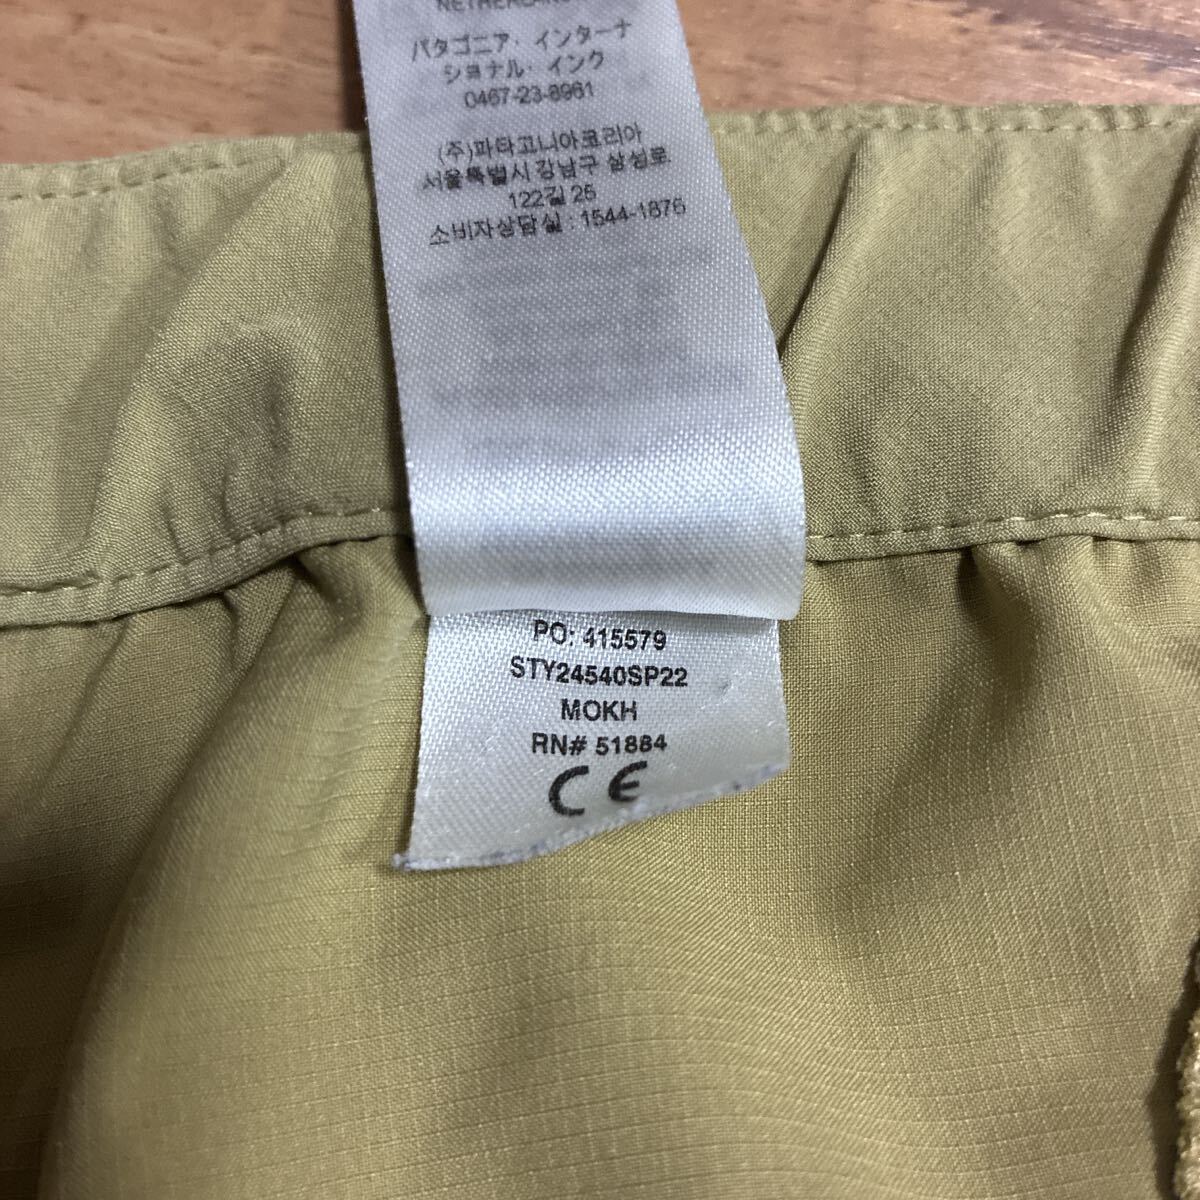 NETHERLANDS
パタゴニア・インターナ
ショナル・インク
0467-23-8961
(주)파타고니아코리아
서울특별시 강남구 삼성로
122길 25
소비자상담실 : 1544-1876
PO: 415579
STY24540SP22
MOKH
RN# 51884
CE